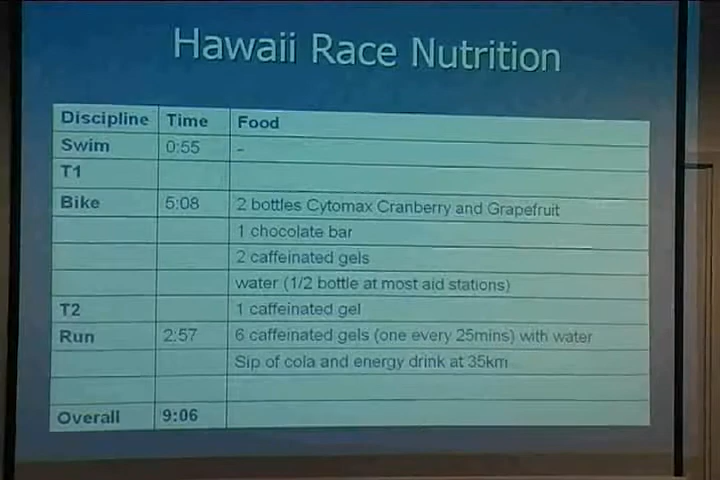 Hawaii Race Nutrition
Discipline Time Food
Swim 0:55 -
T1
Bike 5:08 2 bottles Cytomax Cranberry and Grapefruit
1 chocolate bar
2 caffeinated gels
water (1/2 bottle at most aid stations)
T2 1 caffeinated gel
Run 2:57 6 caffeinated gels (one every 25mins) with water
Sip of cola and energy drink at 35km
Overall 9:06